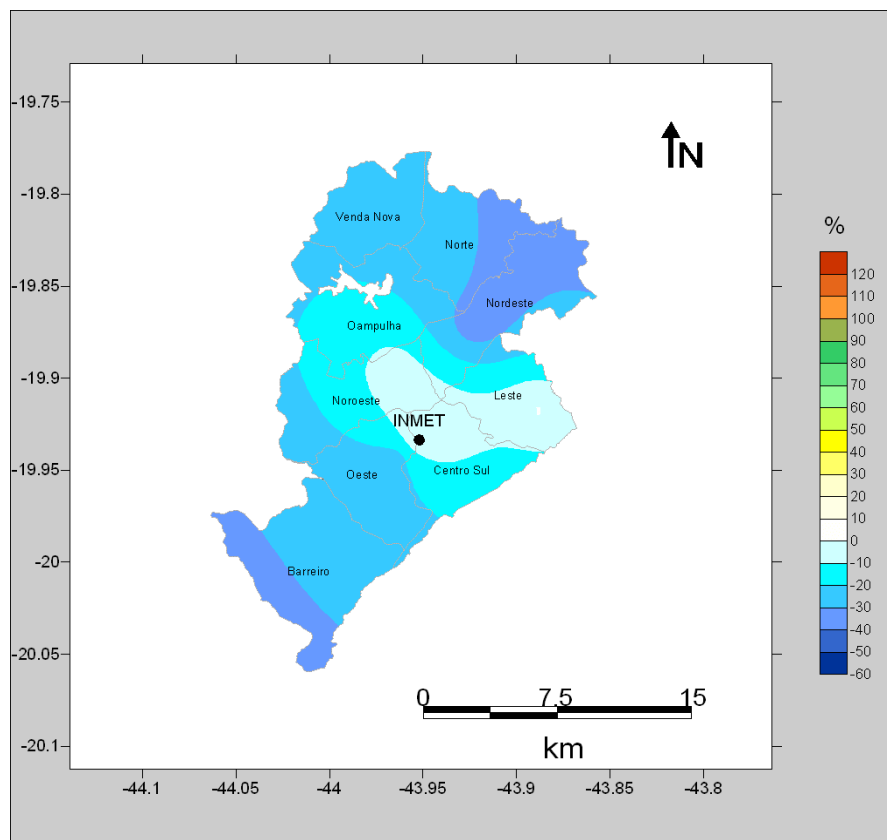 -19.75
-19.8
-19.85
-19.9
-19.95
-20
-20.05
-20.1
-44.1
-44.05
-44
-43.95
-43.9
-43.85
-43.8
N
Venda Nova
Norte
Nordeste
Oampulha
Noroeste
Leste
INMET
Centro Sul
Oeste
Barreiro
0 7.5 15
km
%
120
110
100
90
80
70
60
50
40
30
20
10
0
-10
-20
-30
-40
-50
-60